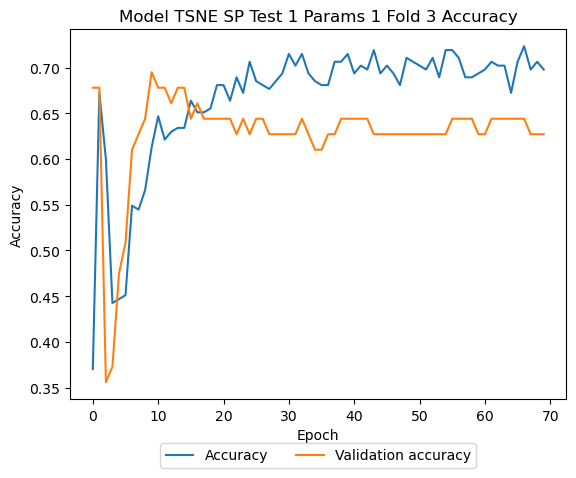 Model TSNE SP Test 1 Params 1 Fold 3 Accuracy
0.70
0.65
0.60
0.55
0.50
0.45
0.40
0.35
Accuracy
0 10 20 30 40 50 60 70
Epoch
Accuracy Validation accuracy